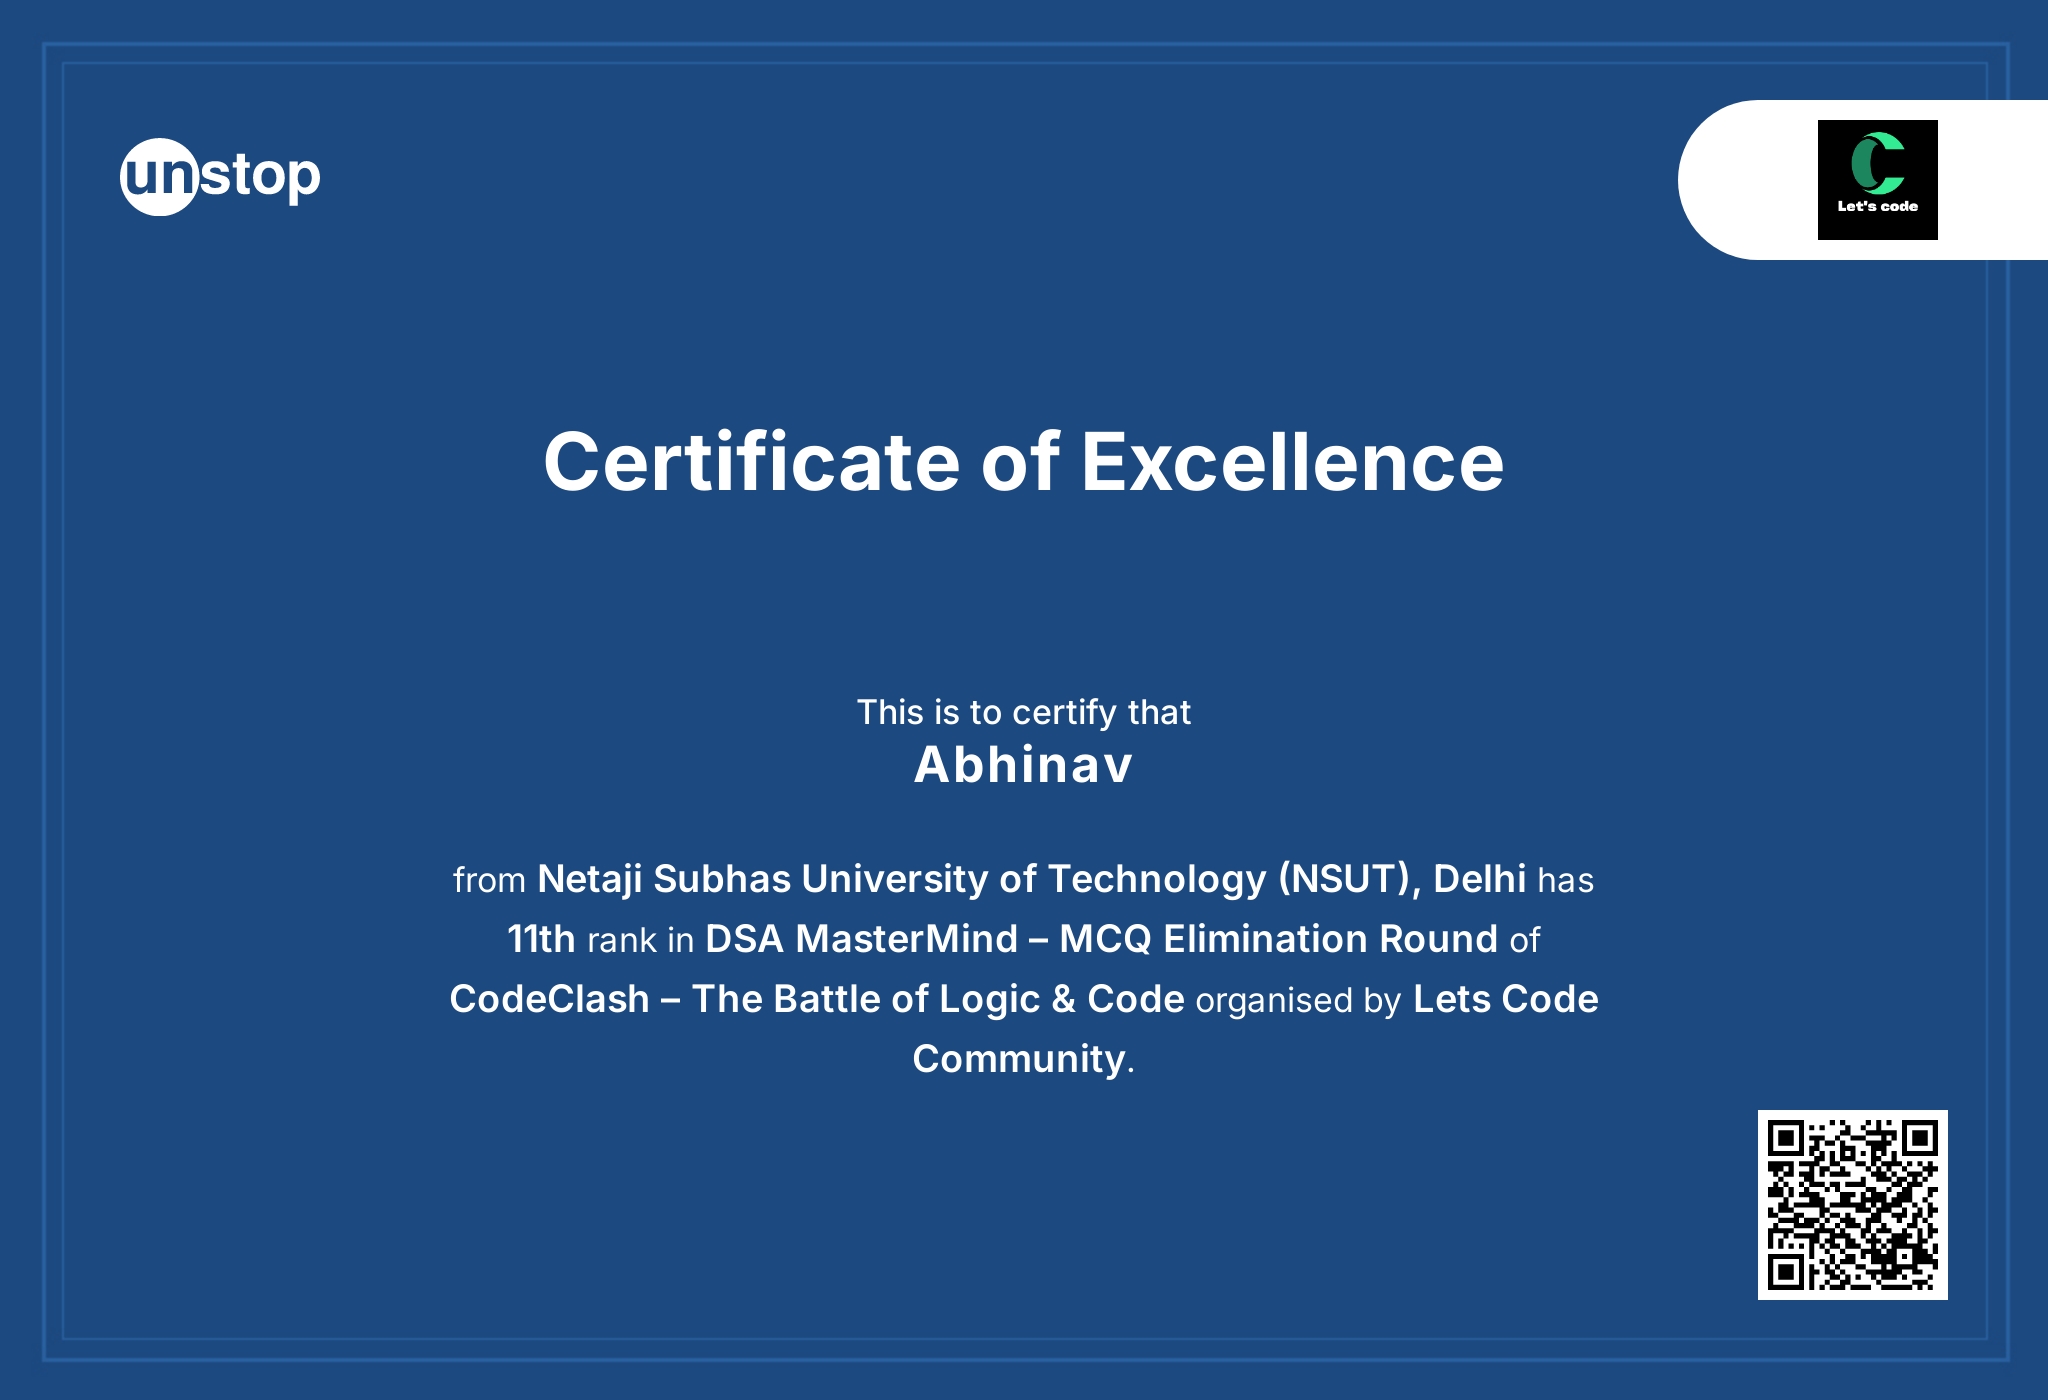 unstop
Let's code
Certificate of Excellence
This is to certify that
Abhinav
from Netaji Subhas University of Technology (NSUT), Delhi has
11th rank in DSA MasterMind – MCQ Elimination Round of
CodeClash – The Battle of Logic & Code organised by Lets Code
Community.